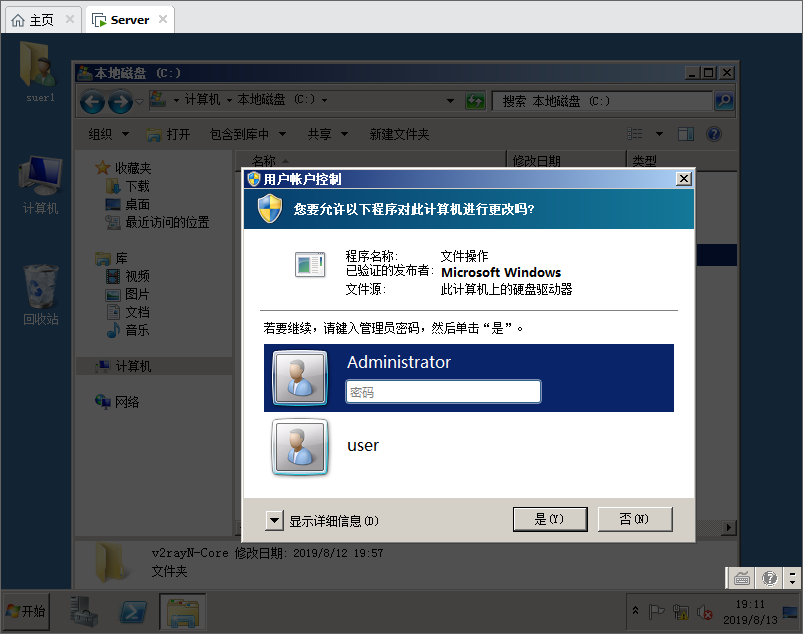 主页
Server
suer1
本地磁盘 (C:)
计算机 本地磁盘 (C:)
搜索 本地磁盘 (C:)
组织 打开 包含到库中 共享 新建文件夹
名称 修改日期 类型
收藏夹
下载
桌面
最近访问的位置
计算机
库
视频
图片
文档
音乐
回收站
计算机
网络
用户帐户控制
您要允许以下程序对此计算机进行更改吗?
程序名称: 文件操作
已验证的发布者: Microsoft Windows
文件源: 此计算机上的硬盘驱动器
若要继续，请键入管理员密码，然后单击“是”。
Administrator
密码
user
显示详细信息(D)
是(Y)
否(N)
v2rayN-Core 修改日期: 2019/8/12 19:57
文件夹
开始
19:11
2019/8/13